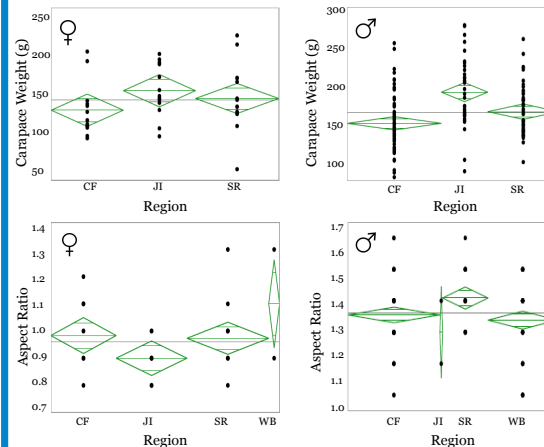 ♀
250
200
150
100
50
Carapace Weight (g)
CF
JI
SR
Region
♂
300
250
200
150
100
Carapace Weight (g)
CF
JI
SR
Region
♀
1.4
1.3
1.2
1.1
1.0
0.9
0.8
0.7
Aspect Ratio
CF
JI
SR
WB
Region
♂
1.7
1.6
1.5
1.4
1.3
1.2
1.1
1.0
Aspect Ratio
CF
JI
SR
WB
Region